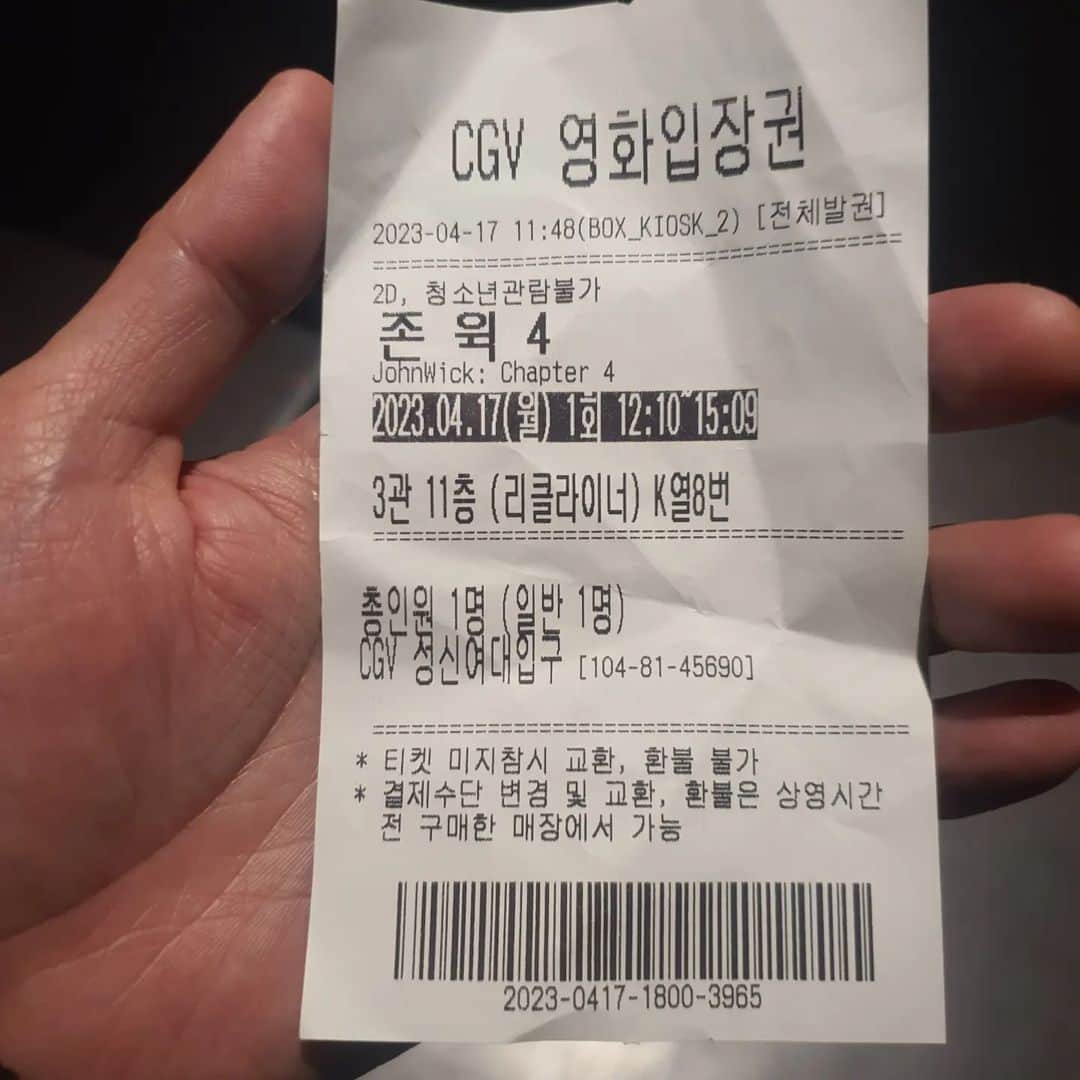 CGV 영화입장권
2023-04-17 11:48(BOX_KIOSK_2) [전체발권]
2D, 청소년관람불가
존 윅 4
JohnWick: Chapter 4
2023.04.17(월) 1회 12:10~15:09
3관 11층 (리클라이너) K열8번
총인원 1명 (일반 1명)
CGV 성신여대입구 [104-81-45690]
* 티켓 미지참시 교환, 환불 불가
* 결제수단 변경 및 교환, 환불은 상영시간
전 구매한 매장에서 가능
2023-0417-1800-3965